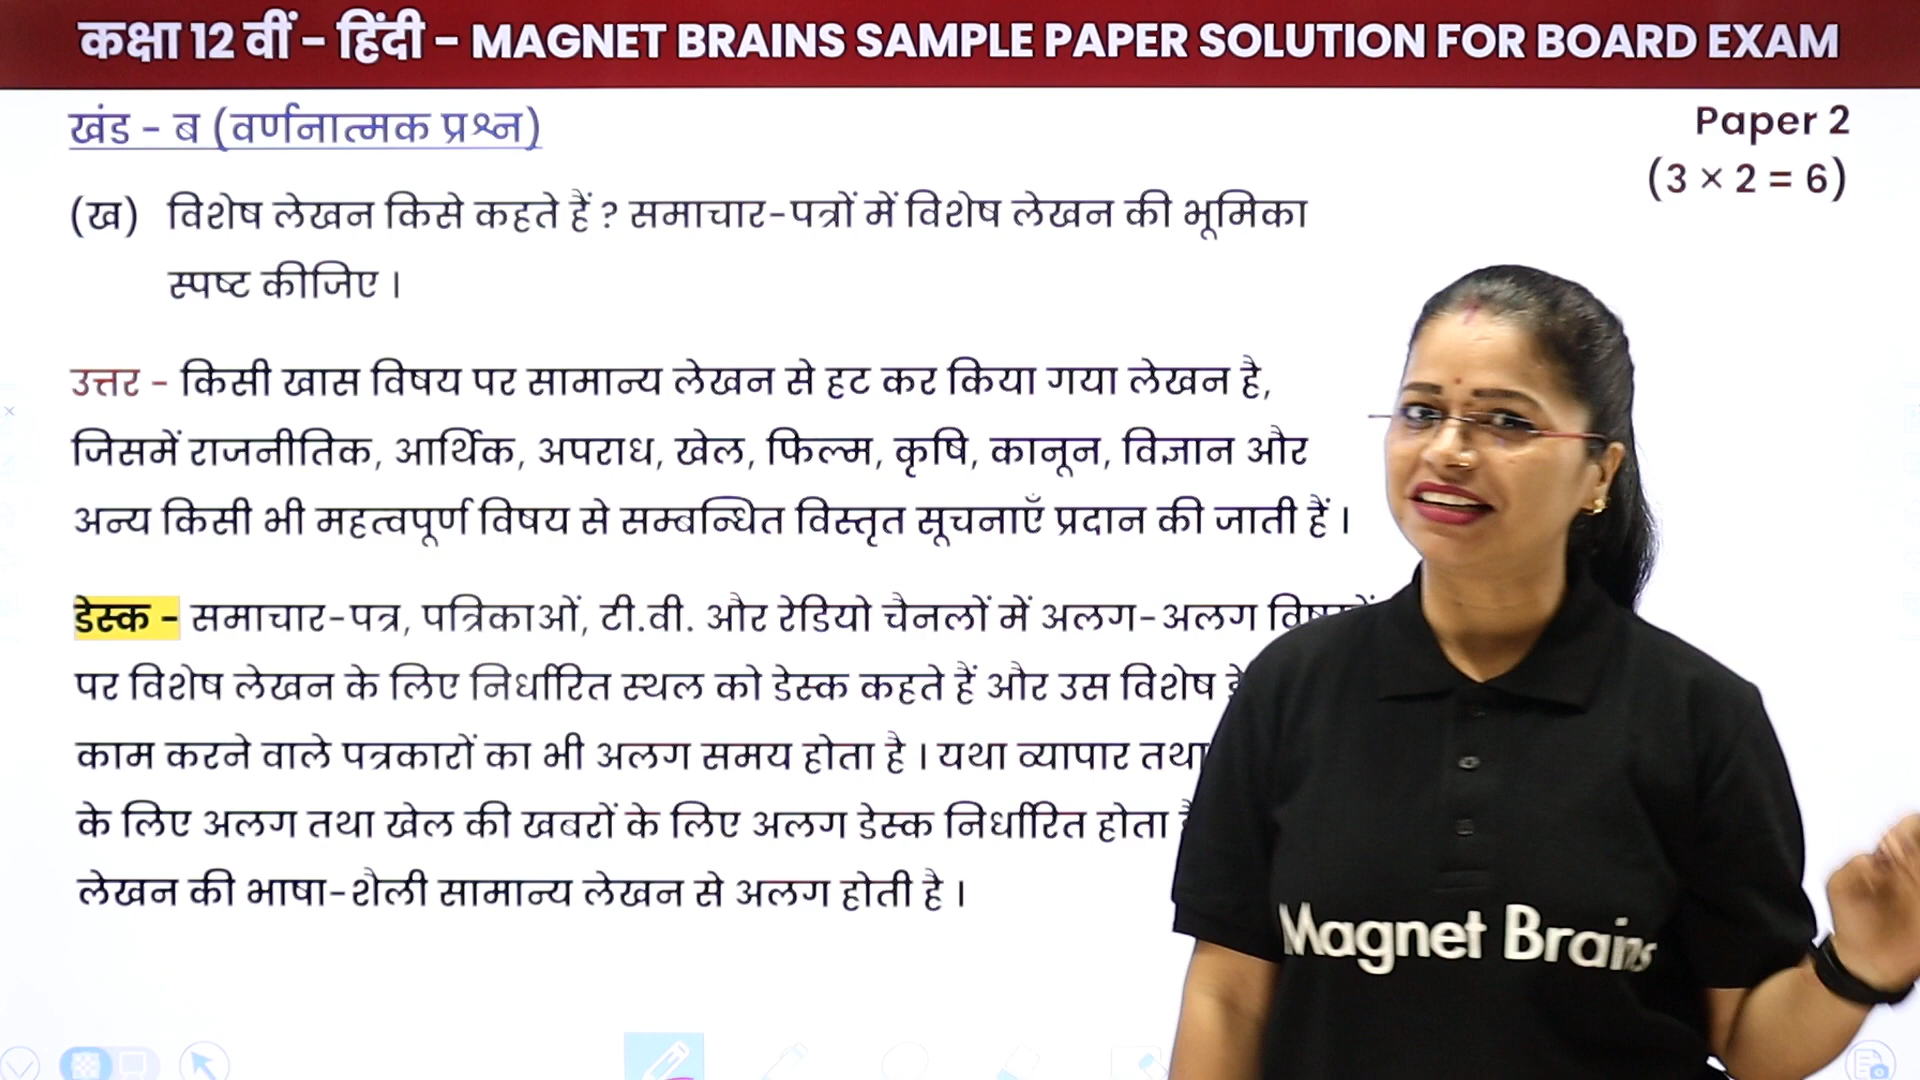 कक्षा 12 वीं - हिंदी - MAGNET BRAINS SAMPLE PAPER SOLUTION FOR BOARD EXAM
खंड - ब (वर्णनात्मक प्रश्न)
Paper 2
(3 × 2 = 6)
(ख) विशेष लेखन किसे कहते हैं ? समाचार-पत्रों में विशेष लेखन की भूमिका
स्पष्ट कीजिए ।
उत्तर - किसी खास विषय पर सामान्य लेखन से हट कर किया गया लेखन है,
जिसमें राजनीतिक, आर्थिक, अपराध, खेल, फिल्म, कृषि, कानून, विज्ञान और
अन्य किसी भी महत्वपूर्ण विषय से सम्बन्धित विस्तृत सूचनाएँ प्रदान की जाती हैं ।
डेस्क - समाचार-पत्र, पत्रिकाओं, टी.वी. और रेडियो चैनलों में अलग-अलग
पर विशेष लेखन के लिए निर्धारित स्थल को डेस्क कहते हैं और उस विशेष
काम करने वाले पत्रकारों का भी अलग समय होता है । यथा व्यापार तथा
के लिए अलग तथा खेल की खबरों के लिए अलग डेस्क निर्धारित होता
लेखन की भाषा-शैली सामान्य लेखन से अलग होती है ।
Magnet Brains